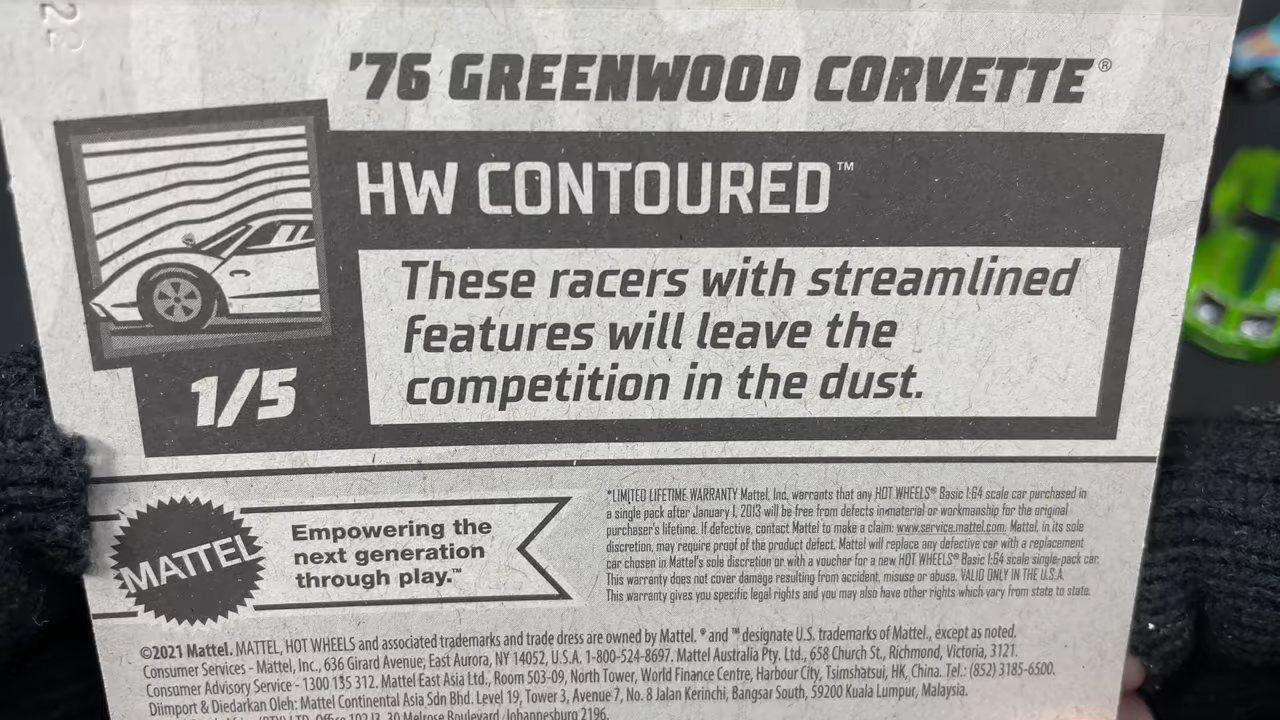 22
'76 GREENWOOD CORVETTE®
HW CONTOURED™
These racers with streamlined
features will leave the
competition in the dust.
1/5
MATTEL
Empowering the
next generation
through play.™
*LIMITED LIFETIME WARRANTY Mattel, Ind. warrants that any HOT WHEELS® Basic 1:64 scale car purchased in
a single pack after January 1, 2013 will be free from defects in material or workmanship for the original
purchaser's lifetime. If defective, contact Mattel to make a claim: www.service.mattel.com. Mattel, in its sole
discretion, may require proof of the product defect. Mattel will replace any defective car with a replacement
car chosen in Mattel's sole discretion or with a voucher for a new HOT WHEELS® Basic 1:64 scale single-pack car.
This warranty does not cover damage resulting from accident, misuse or abuse. VALID ONLY IN THE U.S.A.
This warranty gives you specific legal rights and you may also have other rights which vary from state to state.
©2021 Mattel. MATTEL, HOT WHEELS and associated trademarks and trade dress are owned by Mattel. ® and ™ designate U.S. trademarks of Mattel., except as noted.
Consumer Services - Mattel, Inc., 636 Girard Avenue, East Aurora, NY 14052, U.S.A. 1-800-524-8697. Mattel Australia Pty. Ltd., 658 Church St., Richmond, Victoria, 3121.
Consumer Advisory Service - 1300 135 312. Mattel East Asia Ltd., Room 503-09, North Tower, World Finance Centre, Harbour City, Tsimshatsui, HK, China. Tel.: (852) 3185-6500.
Diimport & Diedarkan Oleh: Mattel Continental Asia Sdn Bhd. Level 19, Tower 3, Avenue 7, No. 8 Jalan Kerinchi, Bangsar South, 59200 Kuala Lumpur, Malaysia.
(PTY) LTD, Office 102 I3, 30 Melrose Boulevard, Johannesburg 2196.